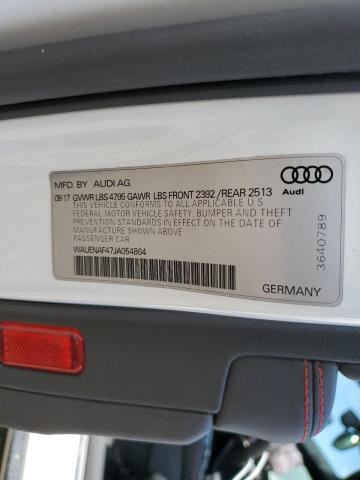 MFD. BY AUDI AG
09 17 GVWR LBS 4795 GAWR LBS FRONT 2392 /REAR 2513
THIS VEHICLE CONFORMS TO ALL APPLICABLE U.S
FEDERAL MOTOR VEHICLE SAFETY, BUMPER AND THEFT
PREVENTION STANDARDS IN EFFECT ON THE DATE OF
MANUFACTURE SHOWN ABOVE.
PASSENGER CAR
WAUENAF47JA054864
Audi
3640789
GERMANY